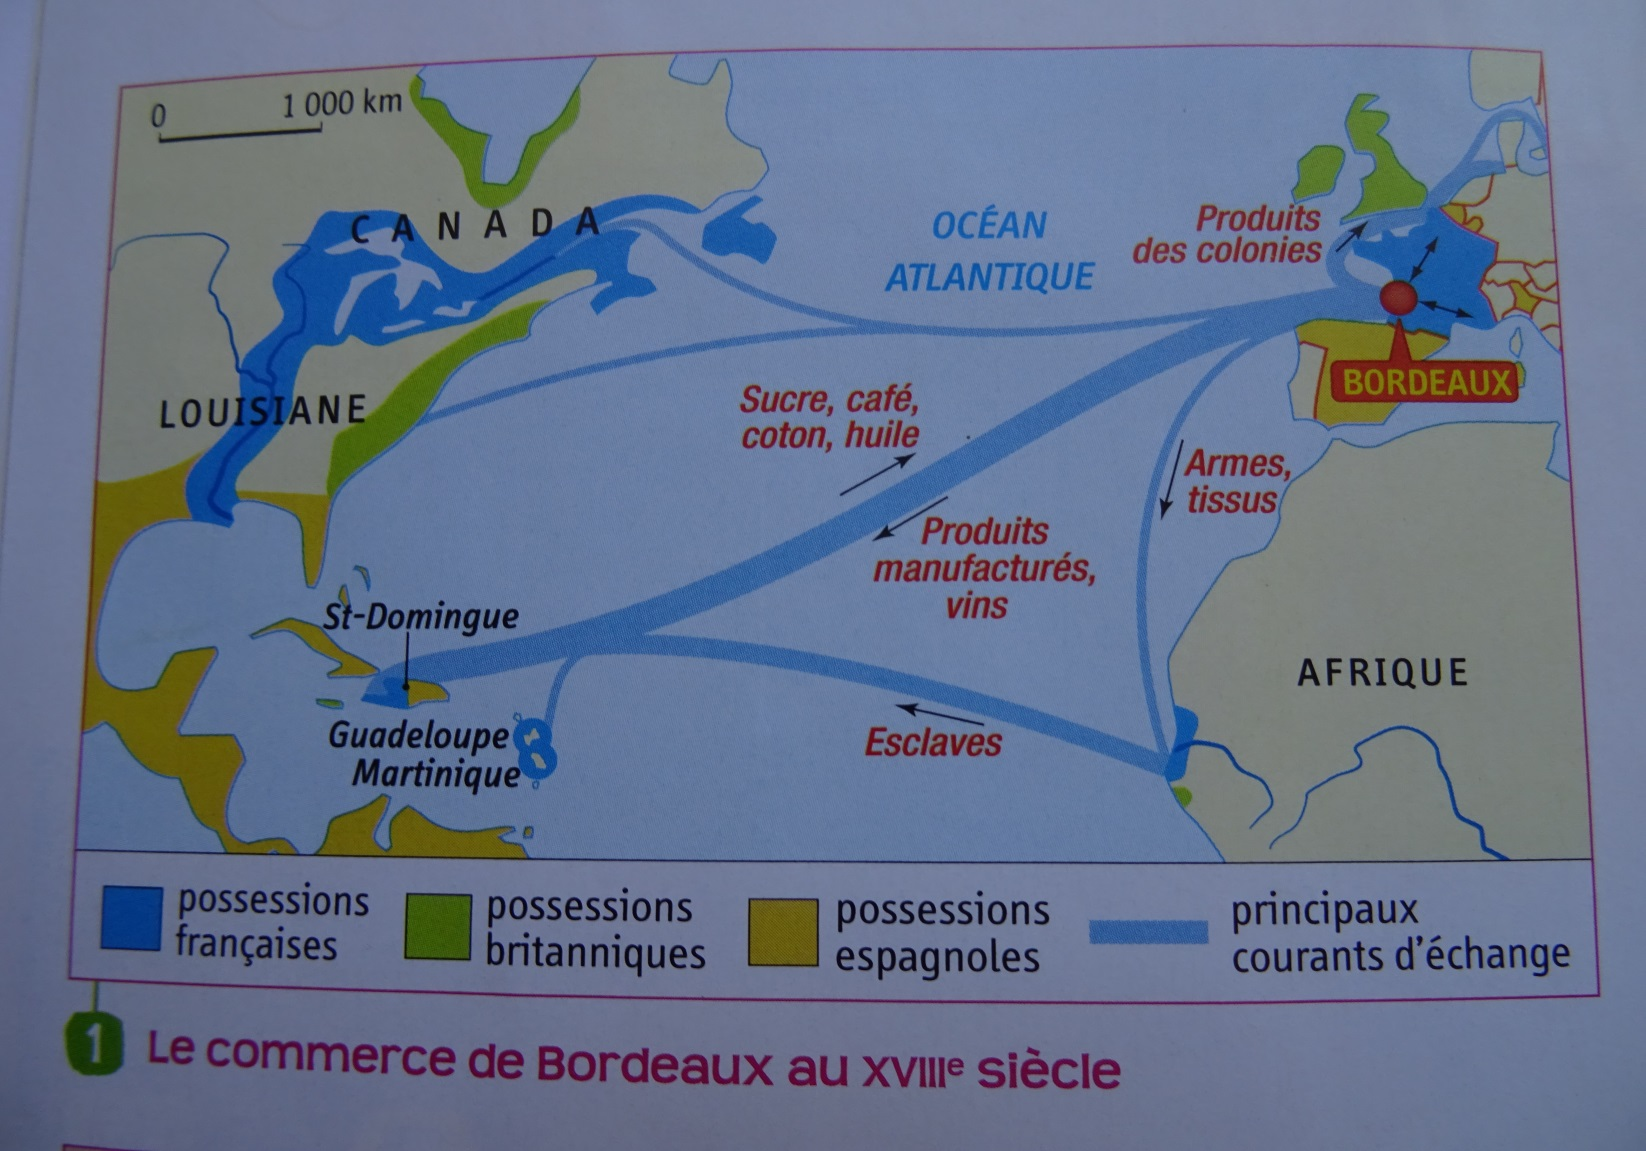 0 1 000 km
CANADA
OCÉAN
ATLANTIQUE
Produits
des colonies
BORDEAUX
LOUISIANE
Sucre, café,
coton, huile
Armes,
tissus
Produits
manufacturés,
vins
St-Domingue
AFRIQUE
Guadeloupe
Martinique
Esclaves
possessions
françaises
possessions
britanniques
possessions
espagnoles
principaux
courants d'échange
1 Le commerce de Bordeaux au XVIIIe siècle